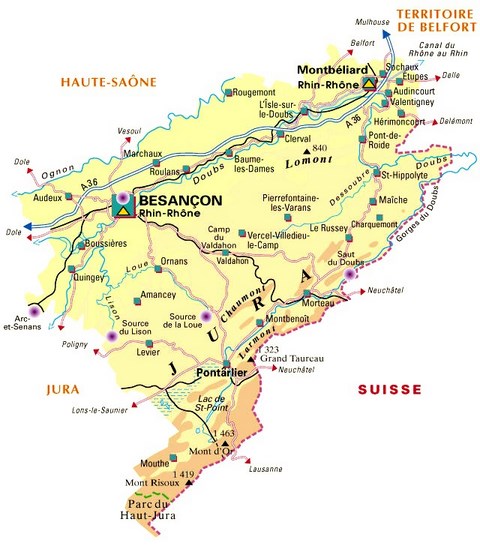 TERRITOIRE
DE BELFORT
Mulhouse
Canal du
Rhône au Rhin
Belfort
Montbéliard
Rhin-Rhône
Sochaux
Etupes
Delle
Audincourt
Valentigney
HAUTE-SAÔNE
Rougemont
L'Isle-sur-
le-Doubs
A 36
Hérimoncourt
Delémont
Vesoul
Clerval
Pont-de-
Roide
840
Lomont
Dole
Ognon
Marchaux
Baume-
les-Dames
Doubs
Roulans
Doubs
Dessoubre
St-Hippolyte
A 36
Audeux
BESANÇON
Rhin-Rhône
Pierrefontaine-
les-Varans
Maîche
Gorges du Doubs
Charquemont
Dole
Camp
du
Valdahon
Vercel-Villedieu-
le-Camp
Le Russey
Boussières
Valdahon
Saut
du Doubs
Loue
Ornans
Quingey
JURA
Chaumont
Neuchâtel
Morteau
Lison
Amancey
Arc-
et-Senans
Source
du Lison
Source
de la Loue
Montbenoît
Larmont
Poligny
Levier
1 323
Grand Taureau
Pontarlier
Neuchâtel
JURA
SUISSE
Lons-le-Saunier
Lac de
St-Point
1 463
Mont d'Or
Mouthe
Lausanne
1 419
Mont Risoux
Parc du
Haut-Jura